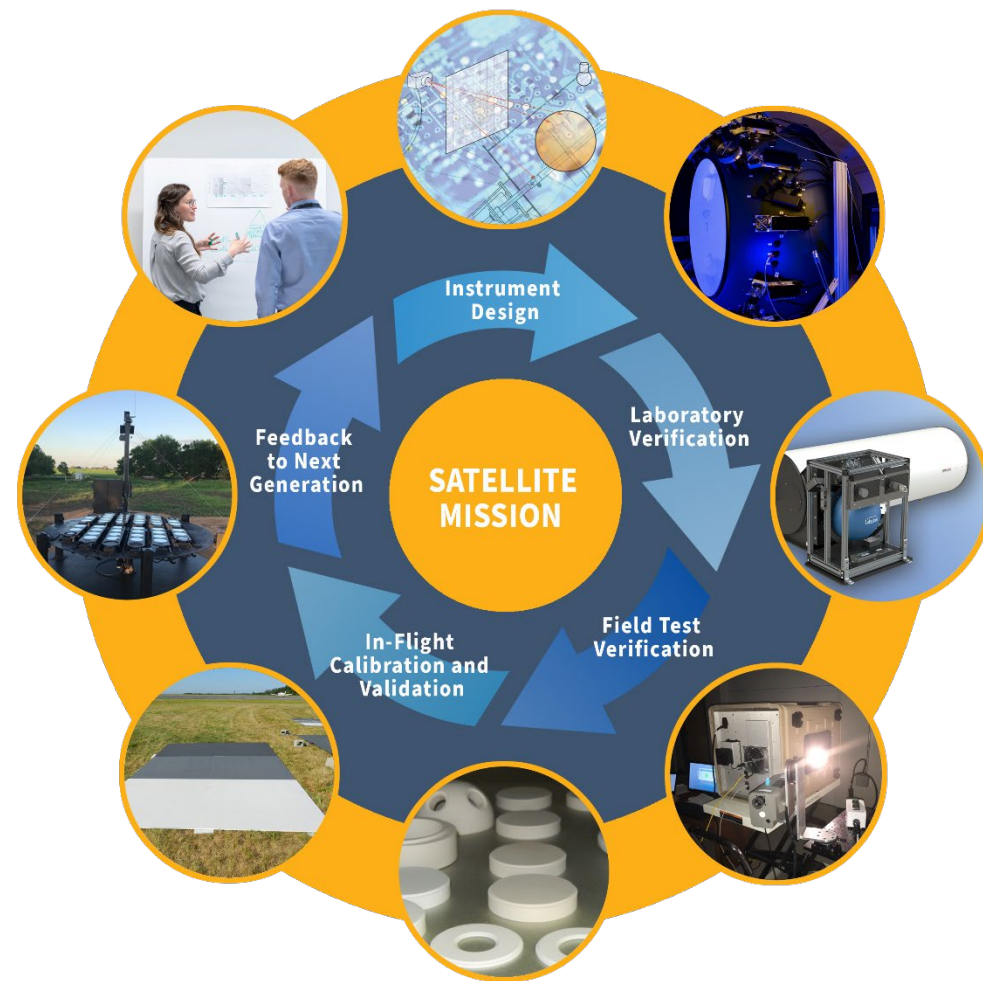 Instrument
Design
Laboratory
Verification
Field Test
Verification
In-Flight
Calibration and
Validation
Feedback
to Next
Generation
SATELLITE
MISSION